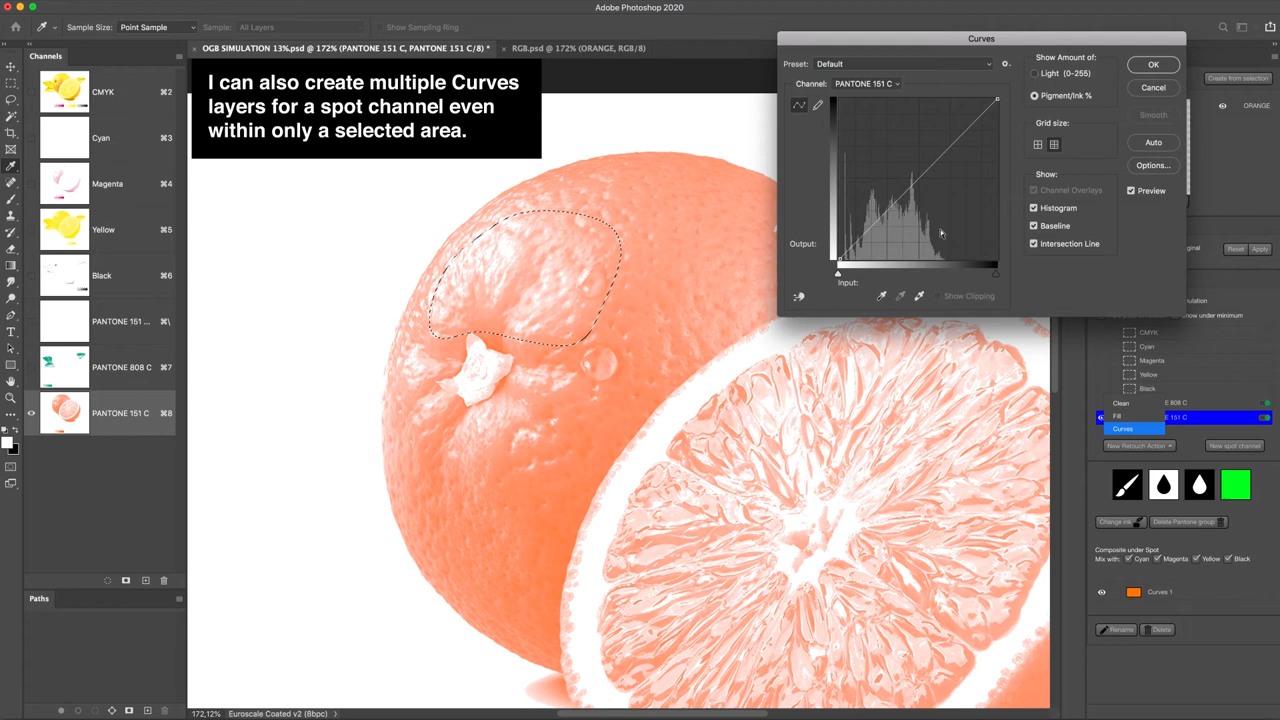 Adobe Photoshop 2020
Sample Size: Point Sample Sample: All Layers Show Sampling Ring
Channels
OGB SIMULATION 13%.psd @ 172% (PANTONE 151 C, PANTONE 151 C/8) *
RGB.psd @ 172% (ORANGE, RGB/8)
I can also create multiple Curves
layers for a spot channel even
within only a selected area.
CMYK ⌘2
Cyan ⌘3
Magenta ⌘4
Yellow ⌘5
Black ⌘6
PANTONE 151 ... ⌘\
PANTONE 808 C ⌘7
PANTONE 151 C ⌘8
Paths
Curves
Preset: Default
Channel: PANTONE 151 C
Output:
Input:
Show Clipping
Show Amount of:
Light (0-255)
Pigment/Ink %
Grid size:
Show:
Channel Overlays
Histogram
Baseline
Intersection Line
OK
Cancel
Smooth
Auto
Options...
Preview
Create from selection
ORANGE
Reset Apply
how under minimum
CMYK
Cyan
Magenta
Yellow
Black
Clean E 808 C
Fill E 151 C
Curves
New Retouch Action New spot channel
Change ink Delete Pantone group
Composite under Spot
Mix with: Cyan Magenta Yellow Black
Curves 1
Rename Delete
172,12% Euroscale Coated v2 (8bpc)